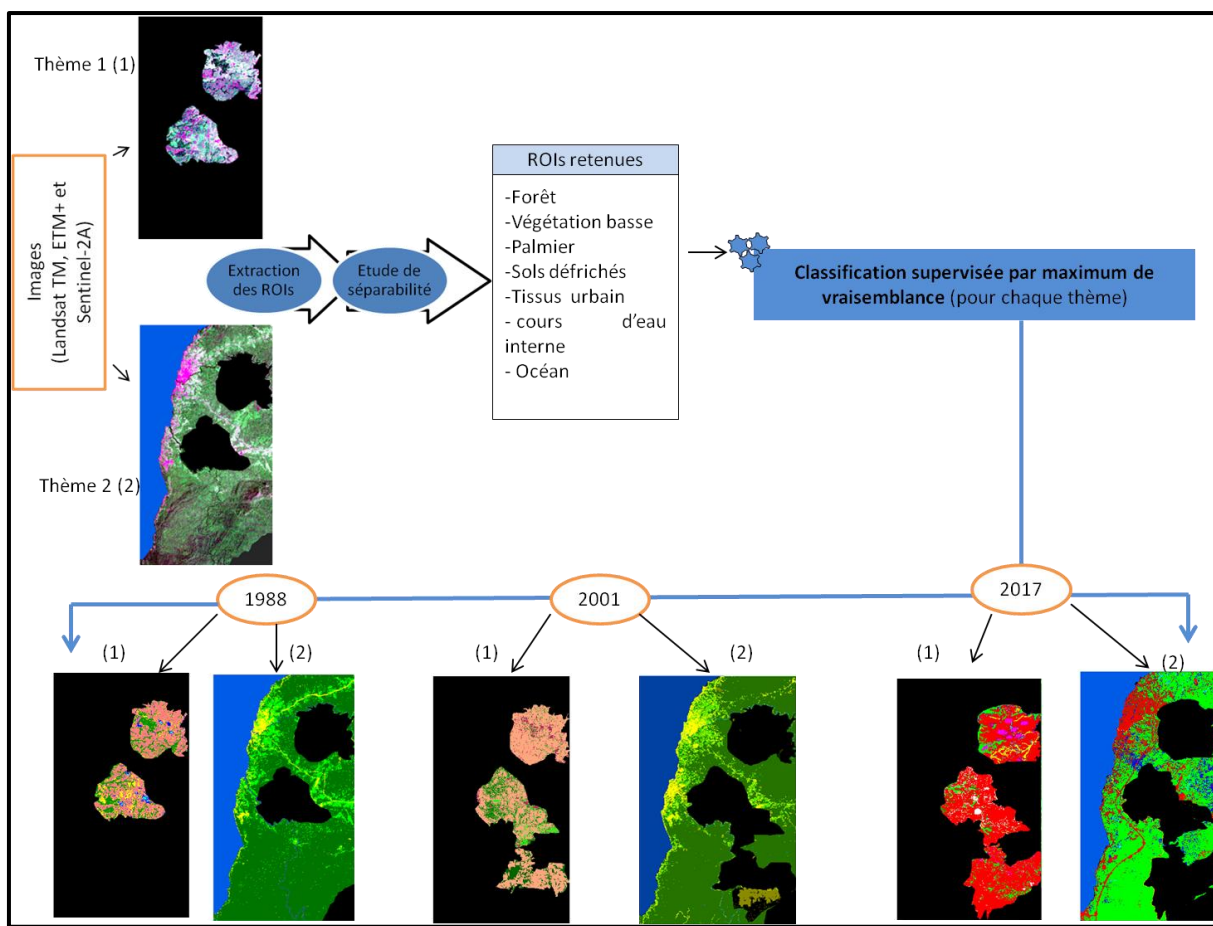 Thème 1 (1)
Images
(Landsat TM, ETM+ et
Sentinel-2A)
Thème 2 (2)
Extraction
des ROIs
Etude de
séparabilité
ROIs retenues
-Forêt
-Végétation basse
-Palmier
-Sols défrichés
-Tissus urbain
- cours d’eau
interne
- Océan
Classification supervisée par maximum de
vraisemblance (pour chaque thème)
1988
2001
2017
(1)
(2)
(1)
(2)
(1)
(2)